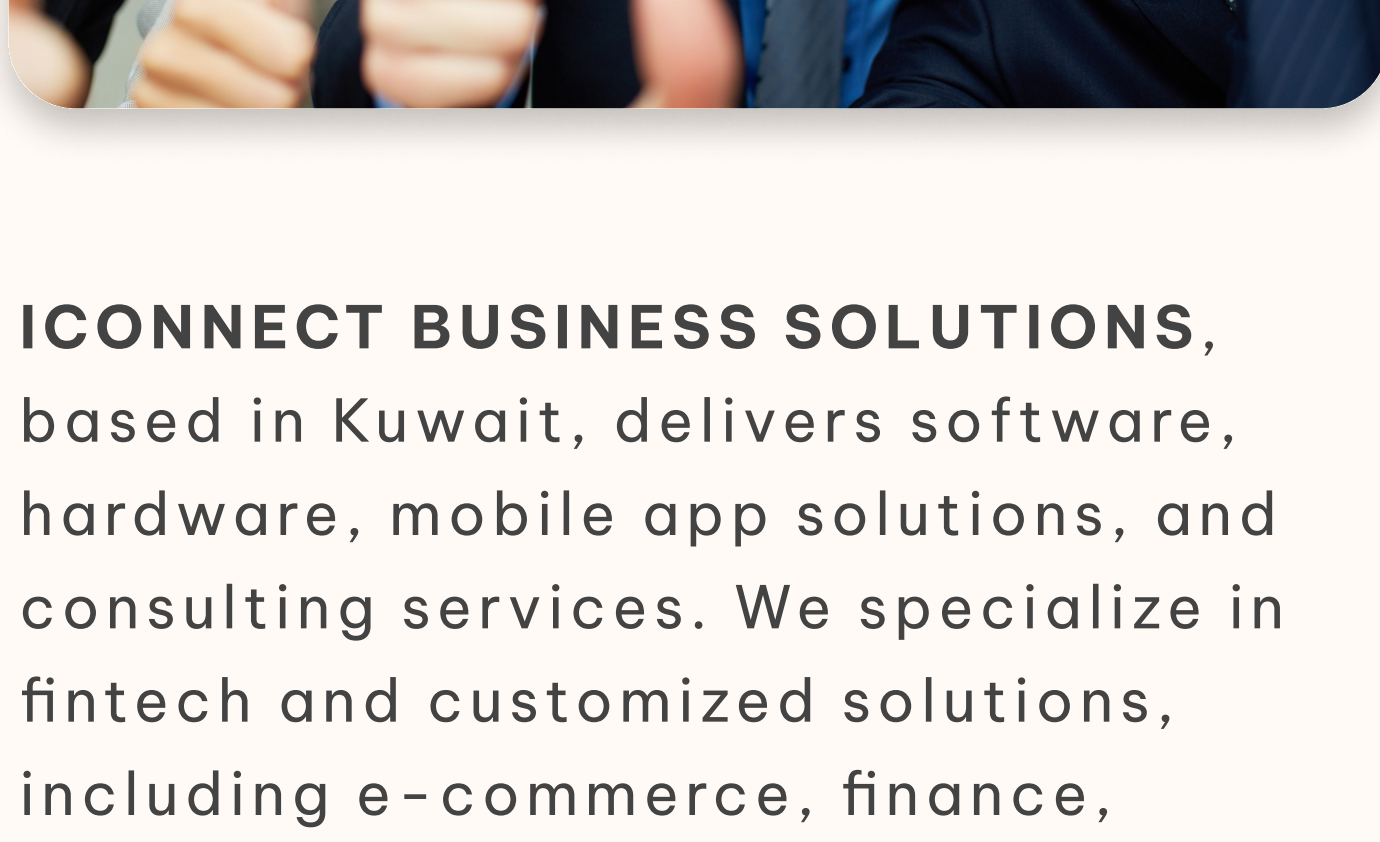 ICONNECT BUSINESS SOLUTIONS,
based in Kuwait, delivers software,
hardware, mobile app solutions, and
consulting services. We specialize in
fintech and customized solutions,
including e-commerce, finance,